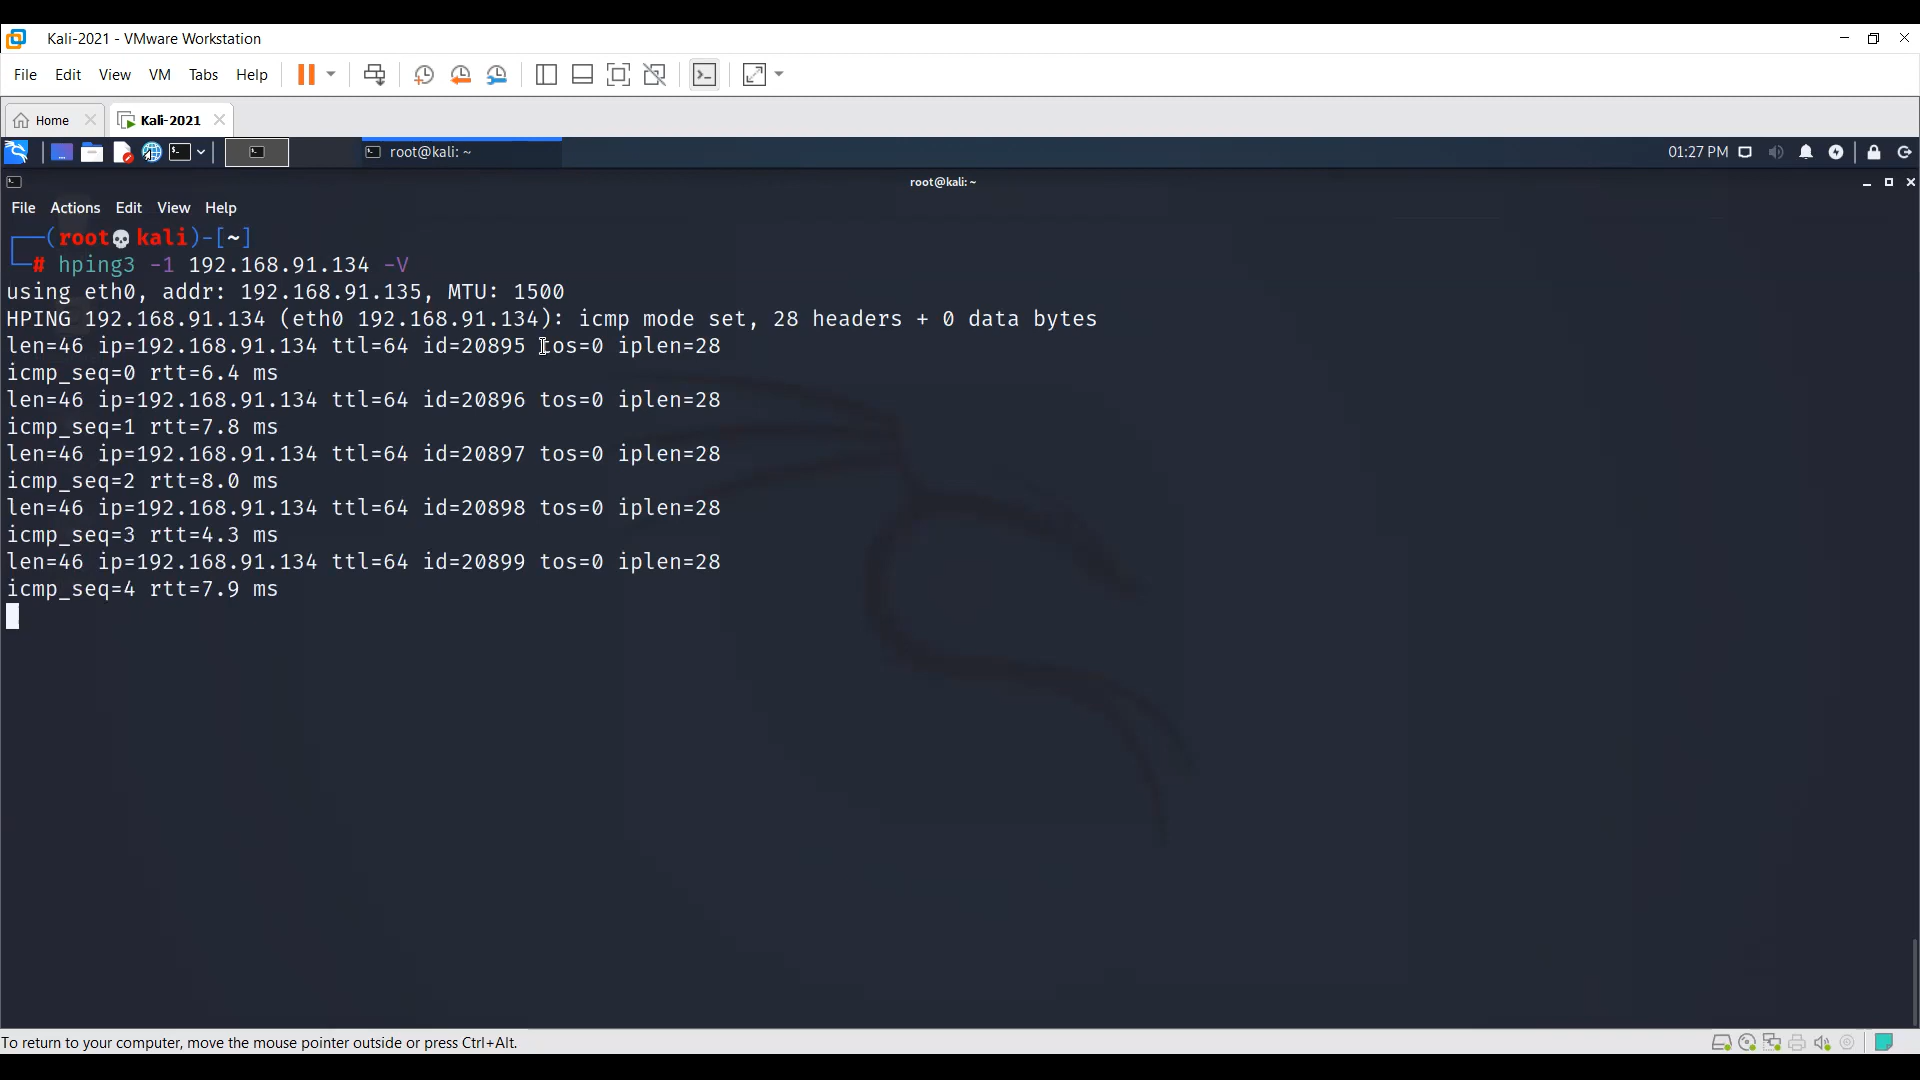 Kali-2021 - VMware Workstation
File Edit View VM Tabs Help
Home Kali-2021
root@kali: ~ 01:27 PM
root@kali: ~
File Actions Edit View Help
┌──(root💀kali)-[~]
└─# hping3 -1 192.168.91.134 -V
using eth0, addr: 192.168.91.135, MTU: 1500
HPING 192.168.91.134 (eth0 192.168.91.134): icmp mode set, 28 headers + 0 data bytes
len=46 ip=192.168.91.134 ttl=64 id=20895 tos=0 iplen=28
icmp_seq=0 rtt=6.4 ms
len=46 ip=192.168.91.134 ttl=64 id=20896 tos=0 iplen=28
icmp_seq=1 rtt=7.8 ms
len=46 ip=192.168.91.134 ttl=64 id=20897 tos=0 iplen=28
icmp_seq=2 rtt=8.0 ms
len=46 ip=192.168.91.134 ttl=64 id=20898 tos=0 iplen=28
icmp_seq=3 rtt=4.3 ms
len=46 ip=192.168.91.134 ttl=64 id=20899 tos=0 iplen=28
icmp_seq=4 rtt=7.9 ms
To return to your computer, move the mouse pointer outside or press Ctrl+Alt.